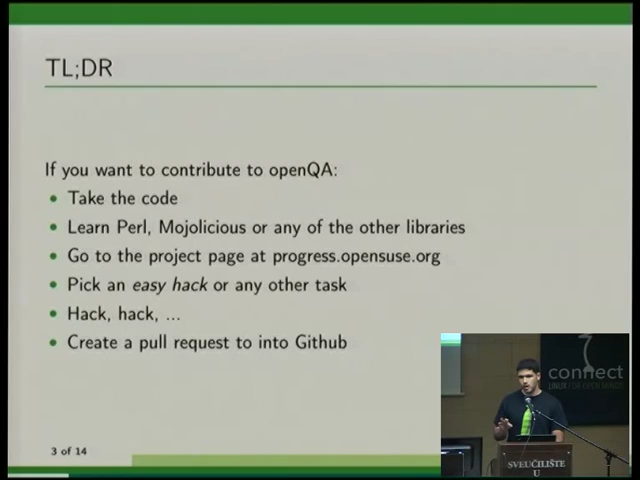 TL;DR
If you want to contribute to openQA:
• Take the code
• Learn Perl, Mojolicious or any of the other libraries
• Go to the project page at progress.opensuse.org
• Pick an easy hack or any other task
• Hack, hack, ...
• Create a pull request to into Github
3 of 14
connect
SVEUČILIŠTE
U